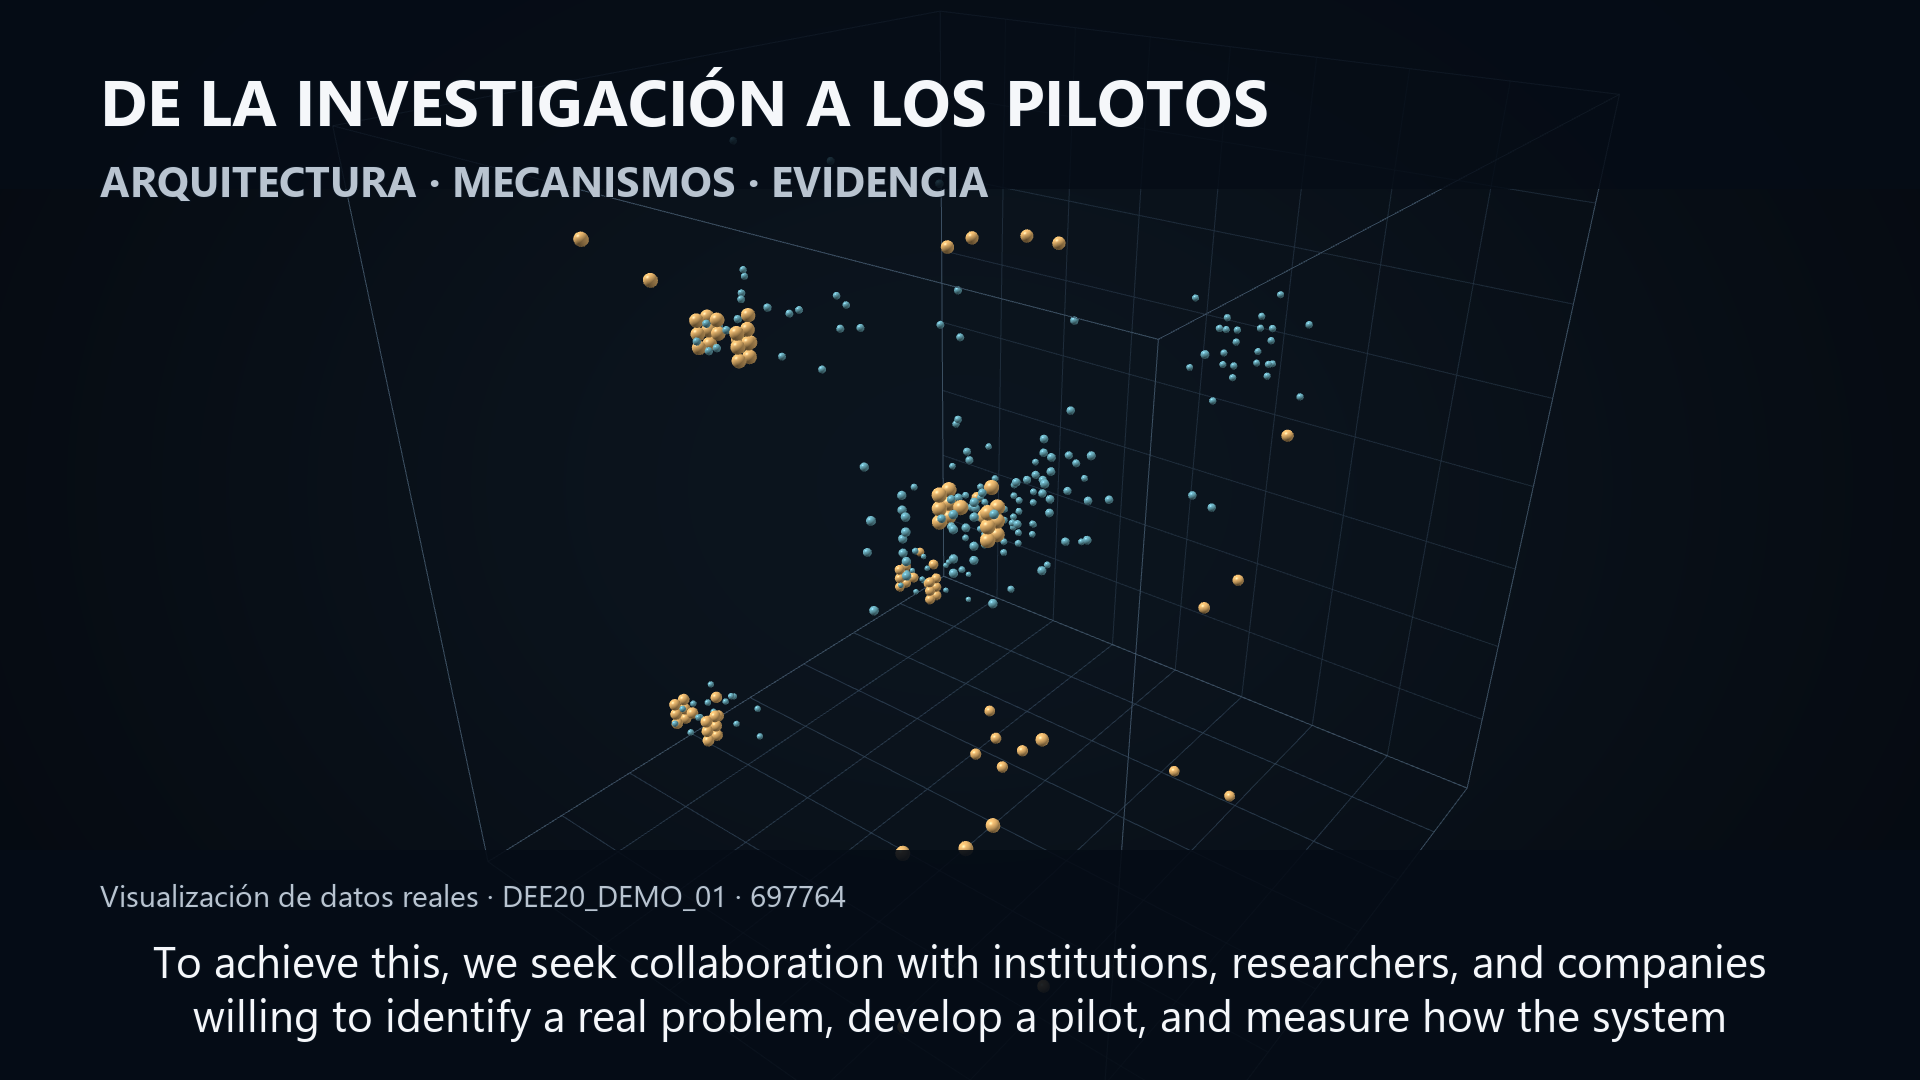 DE LA INVESTIGACIÓN A LOS PILOTOS
ARQUITECTURA · MECANISMOS · EVIDENCIA
Visualización de datos reales · DEE20_DEMO_01 · 697764
To achieve this, we seek collaboration with institutions, researchers, and companies
willing to identify a real problem, develop a pilot, and measure how the system